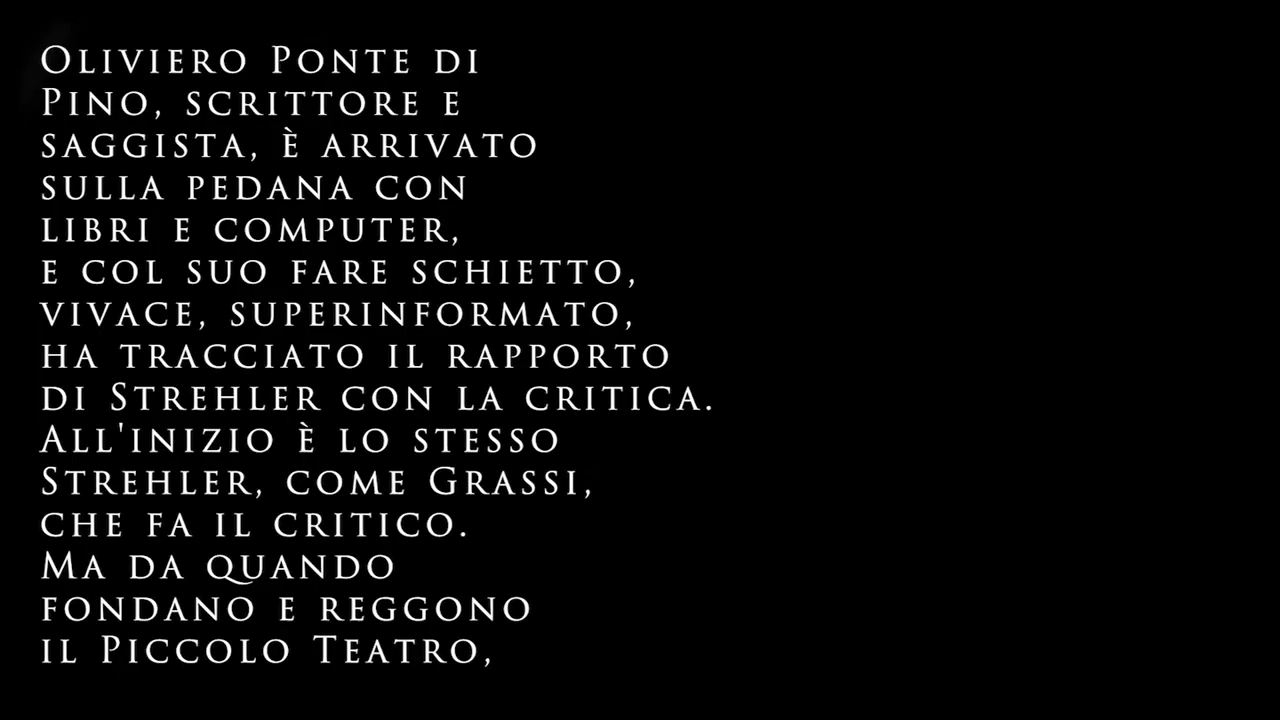 Oliviero Ponte di
Pino, scrittore e
saggista, è arrivato
sulla pedana con
libri e computer,
e col suo fare schietto,
vivace, superinformato,
ha tracciato il rapporto
di Strehler con la critica.
All'inizio è lo stesso
Strehler, come Grassi,
che fa il critico.
Ma da quando
fondano e reggono
il Piccolo Teatro,